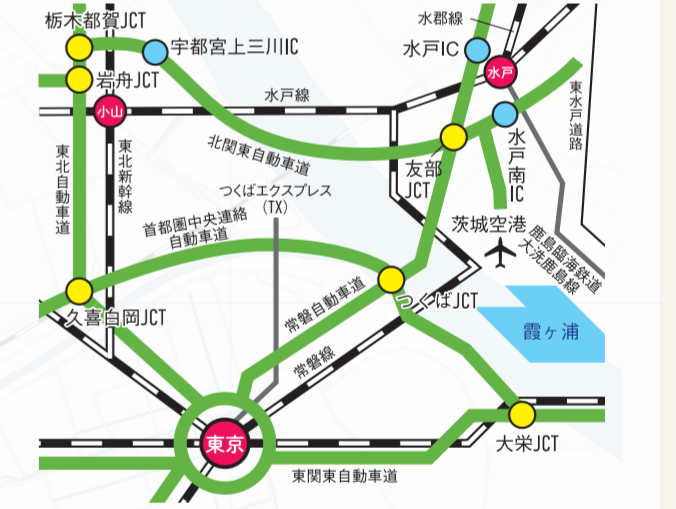 栃木都賀JCT
宇都宮上三川IC
岩舟JCT
小山
水戸線
水郡線
水戸IC
水戸
東水戸道路
北関東自動車道
友部
JCT
水戸南IC
茨城空港
東北自動車道
東北新幹線
つくばエクスプレス
(TX)
首都圏中央連絡
自動車道
鹿島臨海鉄道
大洗鹿島線
久喜白岡JCT
常磐自動車道
つくばJCT
常磐線
霞ヶ浦
東京
大栄JCT
東関東自動車道